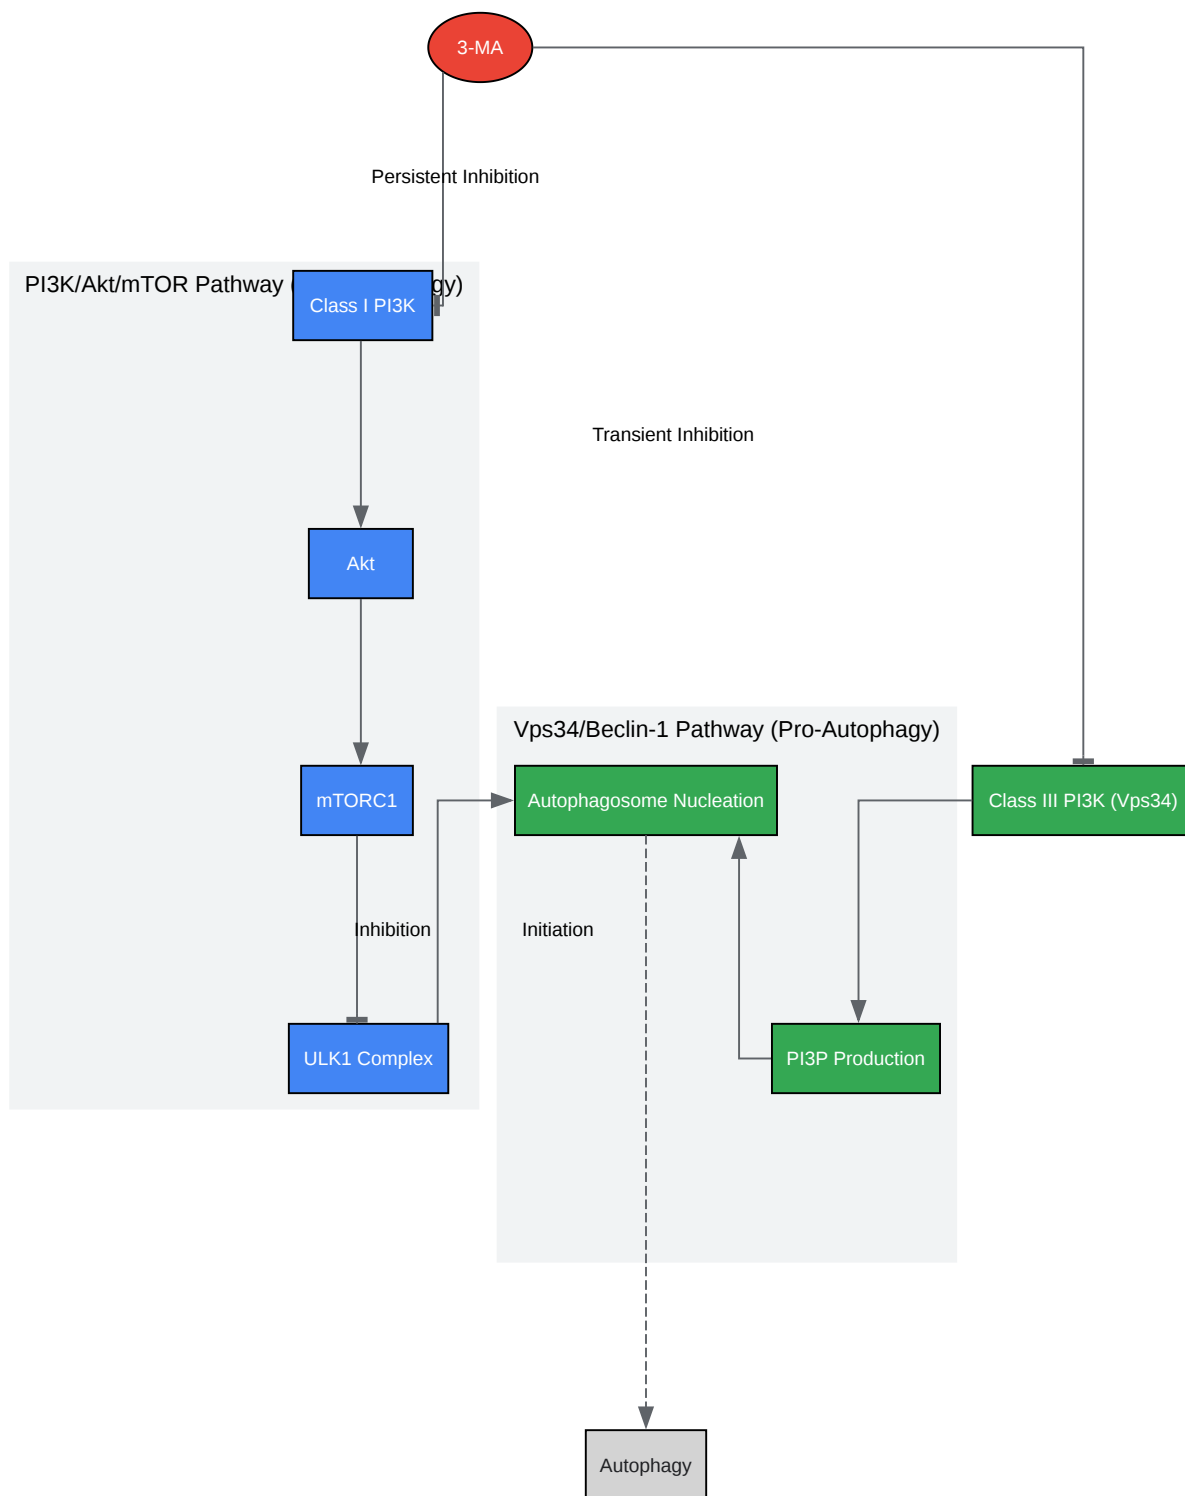 3-MA
Persistent Inhibition
PI3K/Akt/mTOR Pathway (
Class I PI3K
Transient Inhibition
Akt
Vps34/Beclin-1 Pathway (Pro-Autophagy)
mTORC1
Autophagosome Nucleation
Class III PI3K (Vps34)
Inhibition
Initiation
ULK1 Complex
PI3P Production
Autophagy